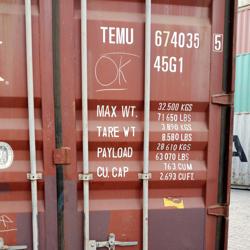 TEMU 674035 5
OK 45G1
MAX WT. 32.500 KGS
71.650 LBS
TARE WT 3.890 KGS
8.580 LBS
PAYLOAD 28.610 KGS
63.070 LBS
CU. CAP 76.3 CUM
2.693 CUFT